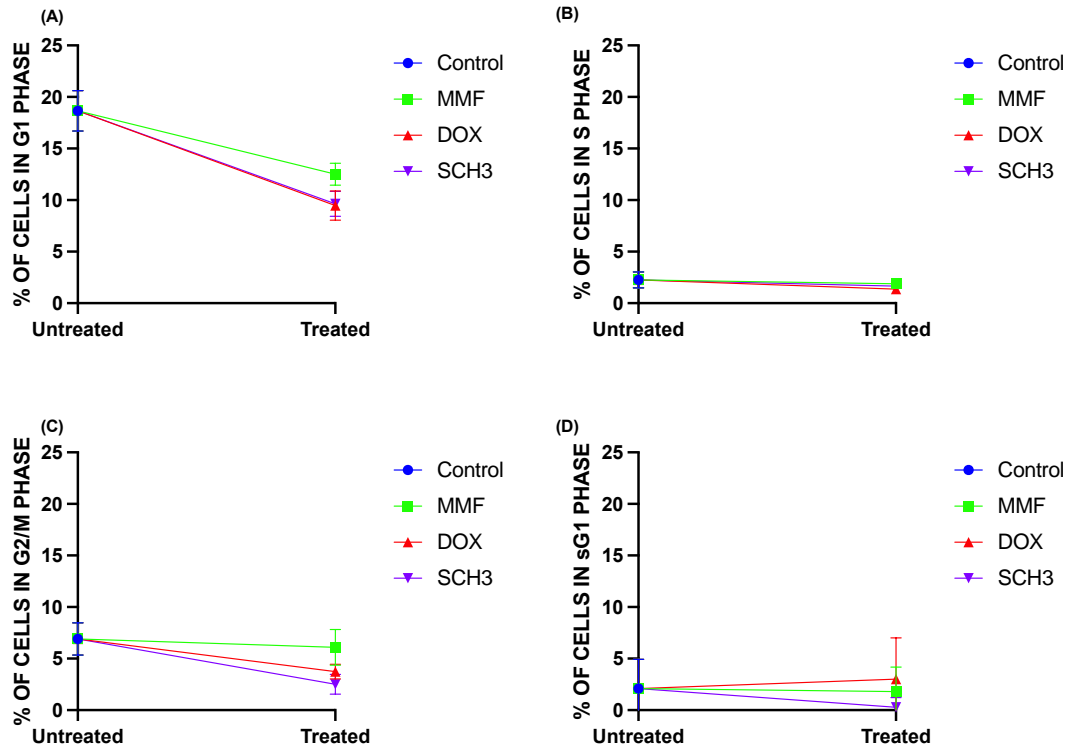 (A)
% OF CELLS IN G1 PHASE
25
20
15
10
5
0
Untreated
Treated
Control
MMF
DOX
SCH3
(B)
% OF CELLS IN S PHASE
25
20
15
10
5
0
Untreated
Treated
Control
MMF
DOX
SCH3
(C)
% OF CELLS IN G2/M PHASE
25
20
15
10
5
0
Untreated
Treated
Control
MMF
DOX
SCH3
(D)
% OF CELLS IN sG1 PHASE
25
20
15
10
5
0
Untreated
Treated
Control
MMF
DOX
SCH3